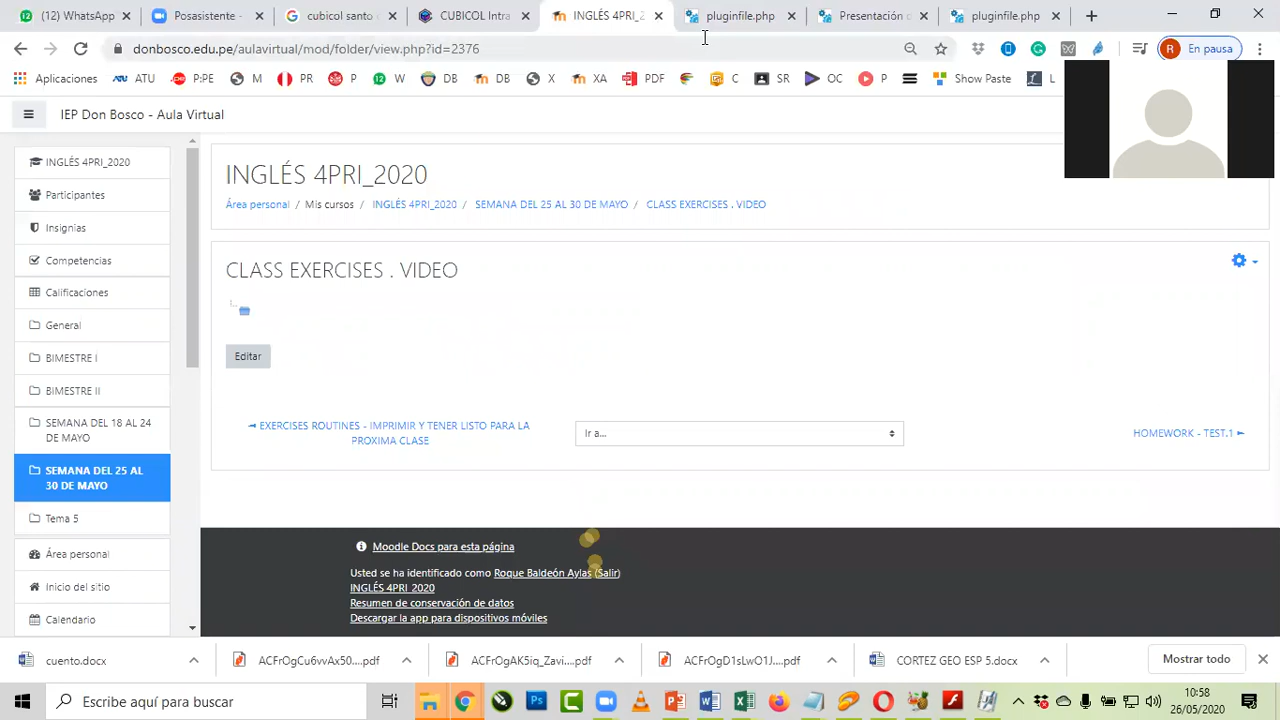 (12) WhatsApp
Posasistente -
cubicol santo
CUBICOL Intra
INGLÉS 4PRI_2
pluginfile.php
Presentación d
pluginfile.php
donbosco.edu.pe/aulavirtual/mod/folder/view.php?id=2376
R En pausa
Aplicaciones ATU P:PE M PR P W DB DB X XA PDF C SR OC P L Show Paste L
IEP Don Bosco - Aula Virtual
INGLÉS 4PRI_2020
Participantes
Insignias
Competencias
Calificaciones
General
BIMESTRE I
BIMESTRE II
SEMANA DEL 18 AL 24
DE MAYO
SEMANA DEL 25 AL
30 DE MAYO
Tema 5
Área personal
Inicio del sitio
Calendario
INGLÉS 4PRI_2020
Área personal / Mis cursos / INGLÉS 4PRI_2020 / SEMANA DEL 25 AL 30 DE MAYO / CLASS EXERCISES . VIDEO
CLASS EXERCISES . VIDEO
Editar
◄ EXERCISES ROUTINES - IMPRIMIR Y TENER LISTO PARA LA
PROXIMA CLASE
Ir a...
HOMEWORK - TEST.1 ►
Moodle Docs para esta página
Usted se ha identificado como Roque Baldeón Aylas (Salir)
INGLÉS 4PRI 2020
Resumen de conservación de datos
Descargar la app para dispositivos móviles
cuento.docx
ACFrOgCu6vvAx50....pdf
ACFrOgAK5iq_Zavi....pdf
ACFrOgD1sLwO1J....pdf
CORTEZ GEO ESP 5.docx
Mostrar todo
Escribe aquí para buscar
10:58
26/05/2020